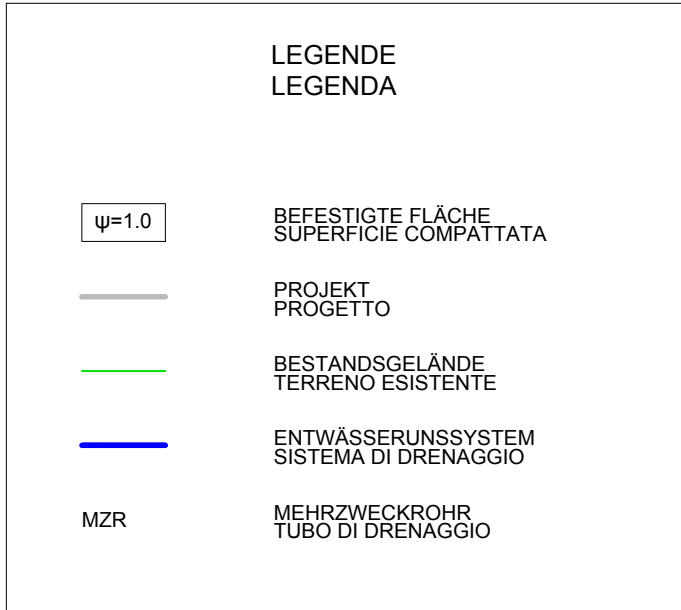 LEGENDE
LEGENDA
ψ=1.0
BEFESTIGTE FLÄCHE
SUPERFICIE COMPATTATA
PROJEKT
PROGETTO
BESTANDSGELÄNDE
TERRENO ESISTENTE
ENTWÄSSERUNSSYSTEM
SISTEMA DI DRENAGGIO
MZR
MEHRZWECKROHR
TUBO DI DRENAGGIO